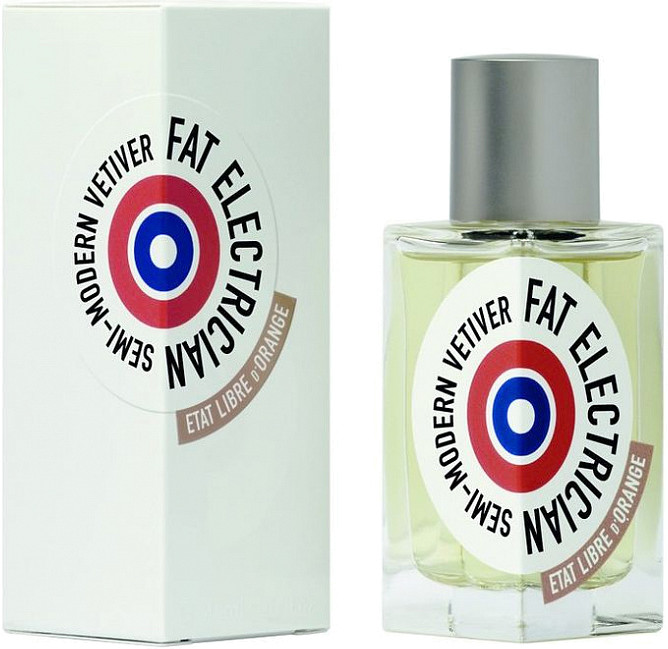 FAT ELECTRICIAN
SEMI-MODERN VETIVER
ETAT LIBRE d'ORANGE
FAT ELECTRICIAN
SEMI-MODERN VETIVER
ETAT LIBRE d'ORANGE